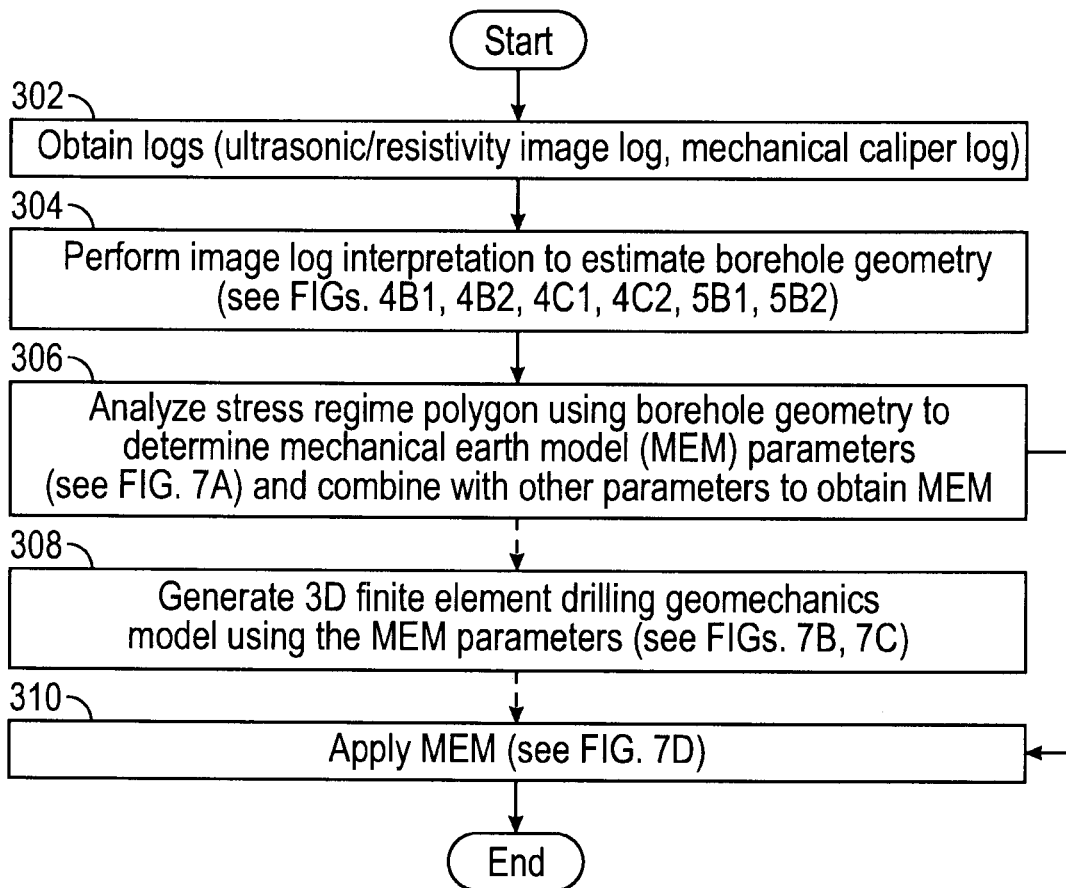 Start
302
Obtain logs (ultrasonic/resistivity image log, mechanical caliper log)
304
Perform image log interpretation to estimate borehole geometry
(see FIGs. 4B1, 4B2, 4C1, 4C2, 5B1, 5B2)
306
Analyze stress regime polygon using borehole geometry to
determine mechanical earth model (MEM) parameters
(see FIG. 7A) and combine with other parameters to obtain MEM
308
Generate 3D finite element drilling geomechanics
model using the MEM parameters (see FIGs. 7B, 7C)
310
Apply MEM (see FIG. 7D)
End